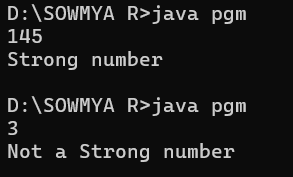 D:\SOWMYA R>java pgm
145
Strong number
D:\SOWMYA R>java pgm
3
Not a Strong number